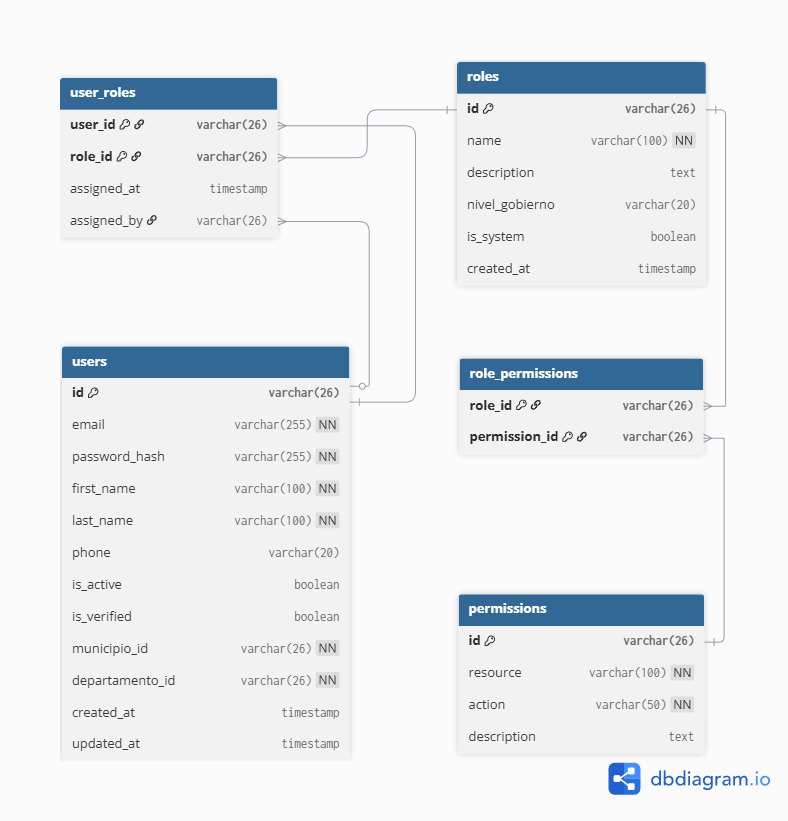 user_roles
user_id varchar(26)
role_id varchar(26)
assigned_at timestamp
assigned_by varchar(26)
roles
id varchar(26)
name varchar(100) NN
description text
nivel_gobierno varchar(20)
is_system boolean
created_at timestamp
users
id varchar(26)
email varchar(255) NN
password_hash varchar(255) NN
first_name varchar(100) NN
last_name varchar(100) NN
phone varchar(20)
is_active boolean
is_verified boolean
municipio_id varchar(26) NN
departamento_id varchar(26) NN
created_at timestamp
updated_at timestamp
role_permissions
role_id varchar(26)
permission_id varchar(26)
permissions
id varchar(26)
resource varchar(100) NN
action varchar(50) NN
description text
dbdiagram.io